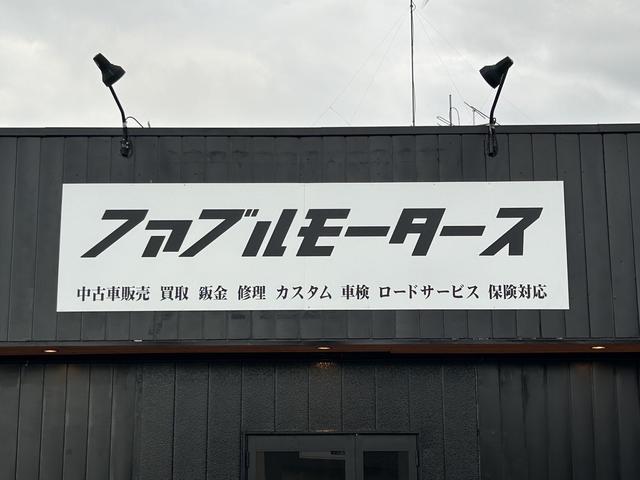 ファブルモータース
中古車販売 買取 鈑金 修理 カスタム 車検 ロードサービス 保険対応